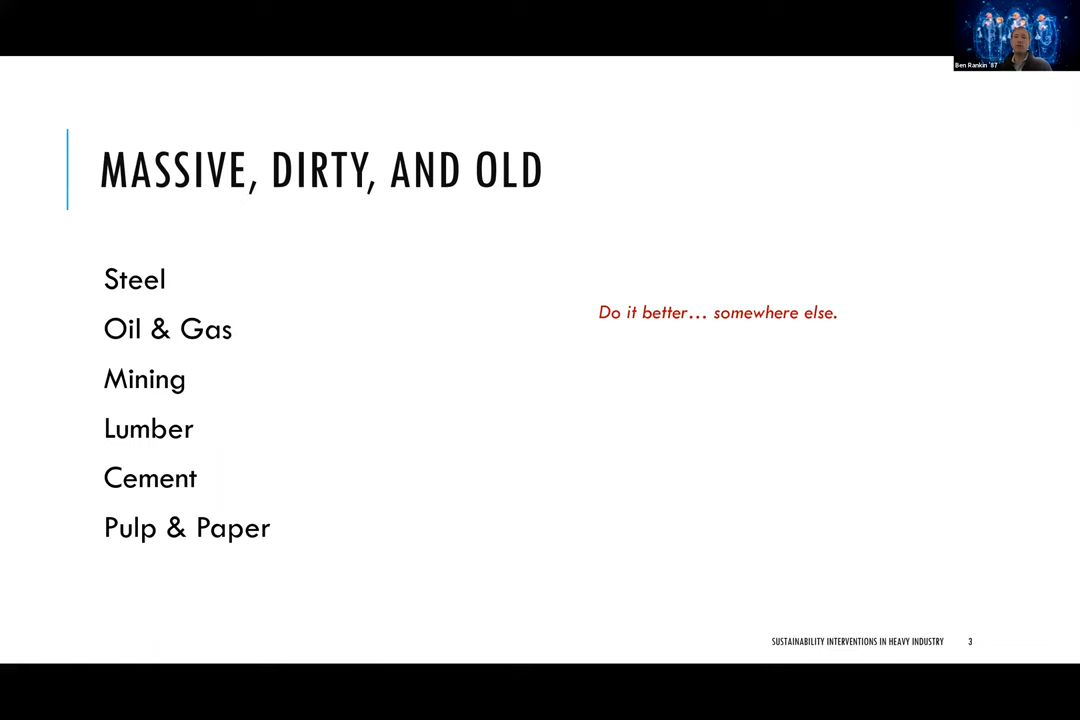 Ben Rankin '87
MASSIVE, DIRTY, AND OLD
Steel
Oil & Gas
Mining
Lumber
Cement
Pulp & Paper
Do it better... somewhere else.
SUSTAINABILITY INTERVENTIONS IN HEAVY INDUSTRY 3